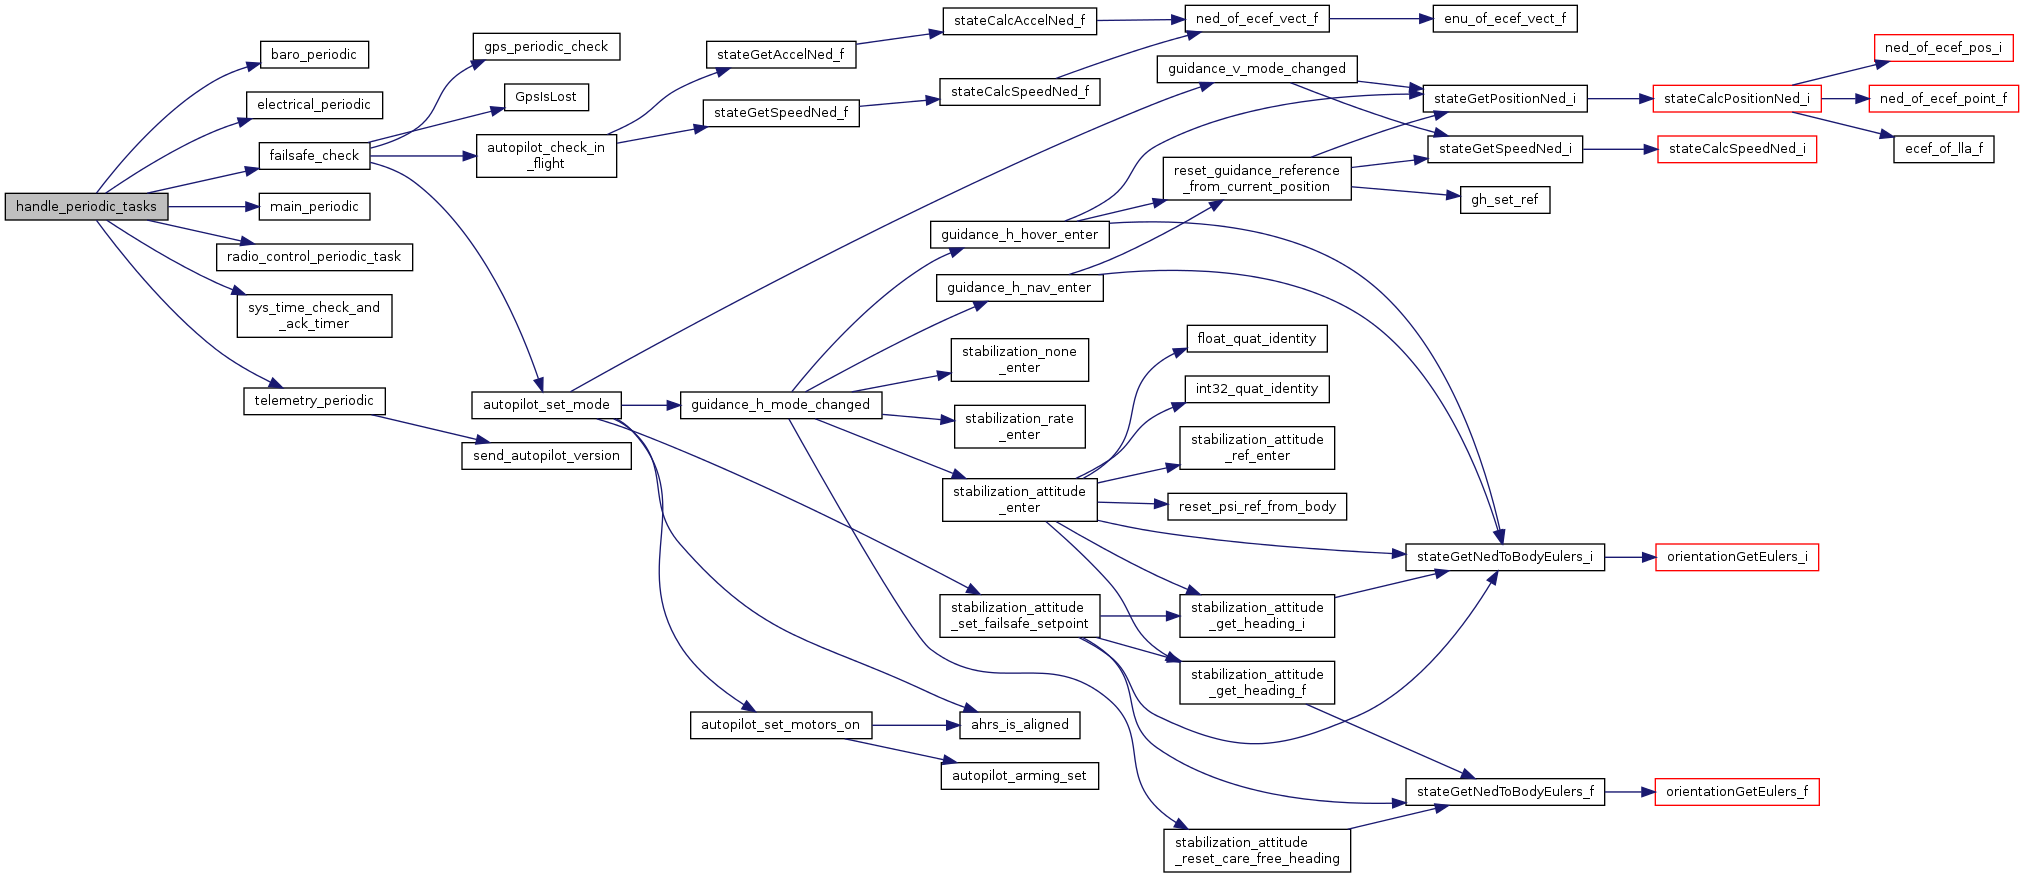 handle_periodic_tasks
baro_periodic
electrical_periodic
failsafe_check
main_periodic
radio_control_periodic_task
sys_time_check_and
_ack_timer
telemetry_periodic
gps_periodic_check
GpsIsLost
autopilot_check_in
_flight
autopilot_set_mode
send_autopilot_version
stateGetAccelNed_f
stateGetSpeedNed_f
guidance_h_mode_changed
autopilot_set_motors_on
stateCalcAccelNed_f
stateCalcSpeedNed_f
guidance_h_hover_enter
guidance_h_nav_enter
stabilization_none
_enter
stabilization_rate
_enter
stabilization_attitude
_enter
stabilization_attitude
_set_failsafe_setpoint
ahrs_is_aligned
autopilot_arming_set
ned_of_ecef_vect_f
guidance_v_mode_changed
reset_guidance_reference
_from_current_position
float_quat_identity
int32_quat_identity
stabilization_attitude
_ref_enter
reset_psi_ref_from_body
stabilization_attitude
_get_heading_i
stabilization_attitude
_get_heading_f
stabilization_attitude
_reset_care_free_heading
enu_of_ecef_vect_f
stateGetPositionNed_i
stateGetSpeedNed_i
gh_set_ref
stateGetNedToBodyEulers_i
stateGetNedToBodyEulers_f
stateCalcPositionNed_i
stateCalcSpeedNed_i
orientationGetEulers_i
orientationGetEulers_f
ned_of_ecef_pos_i
ned_of_ecef_point_f
ecef_of_lla_f